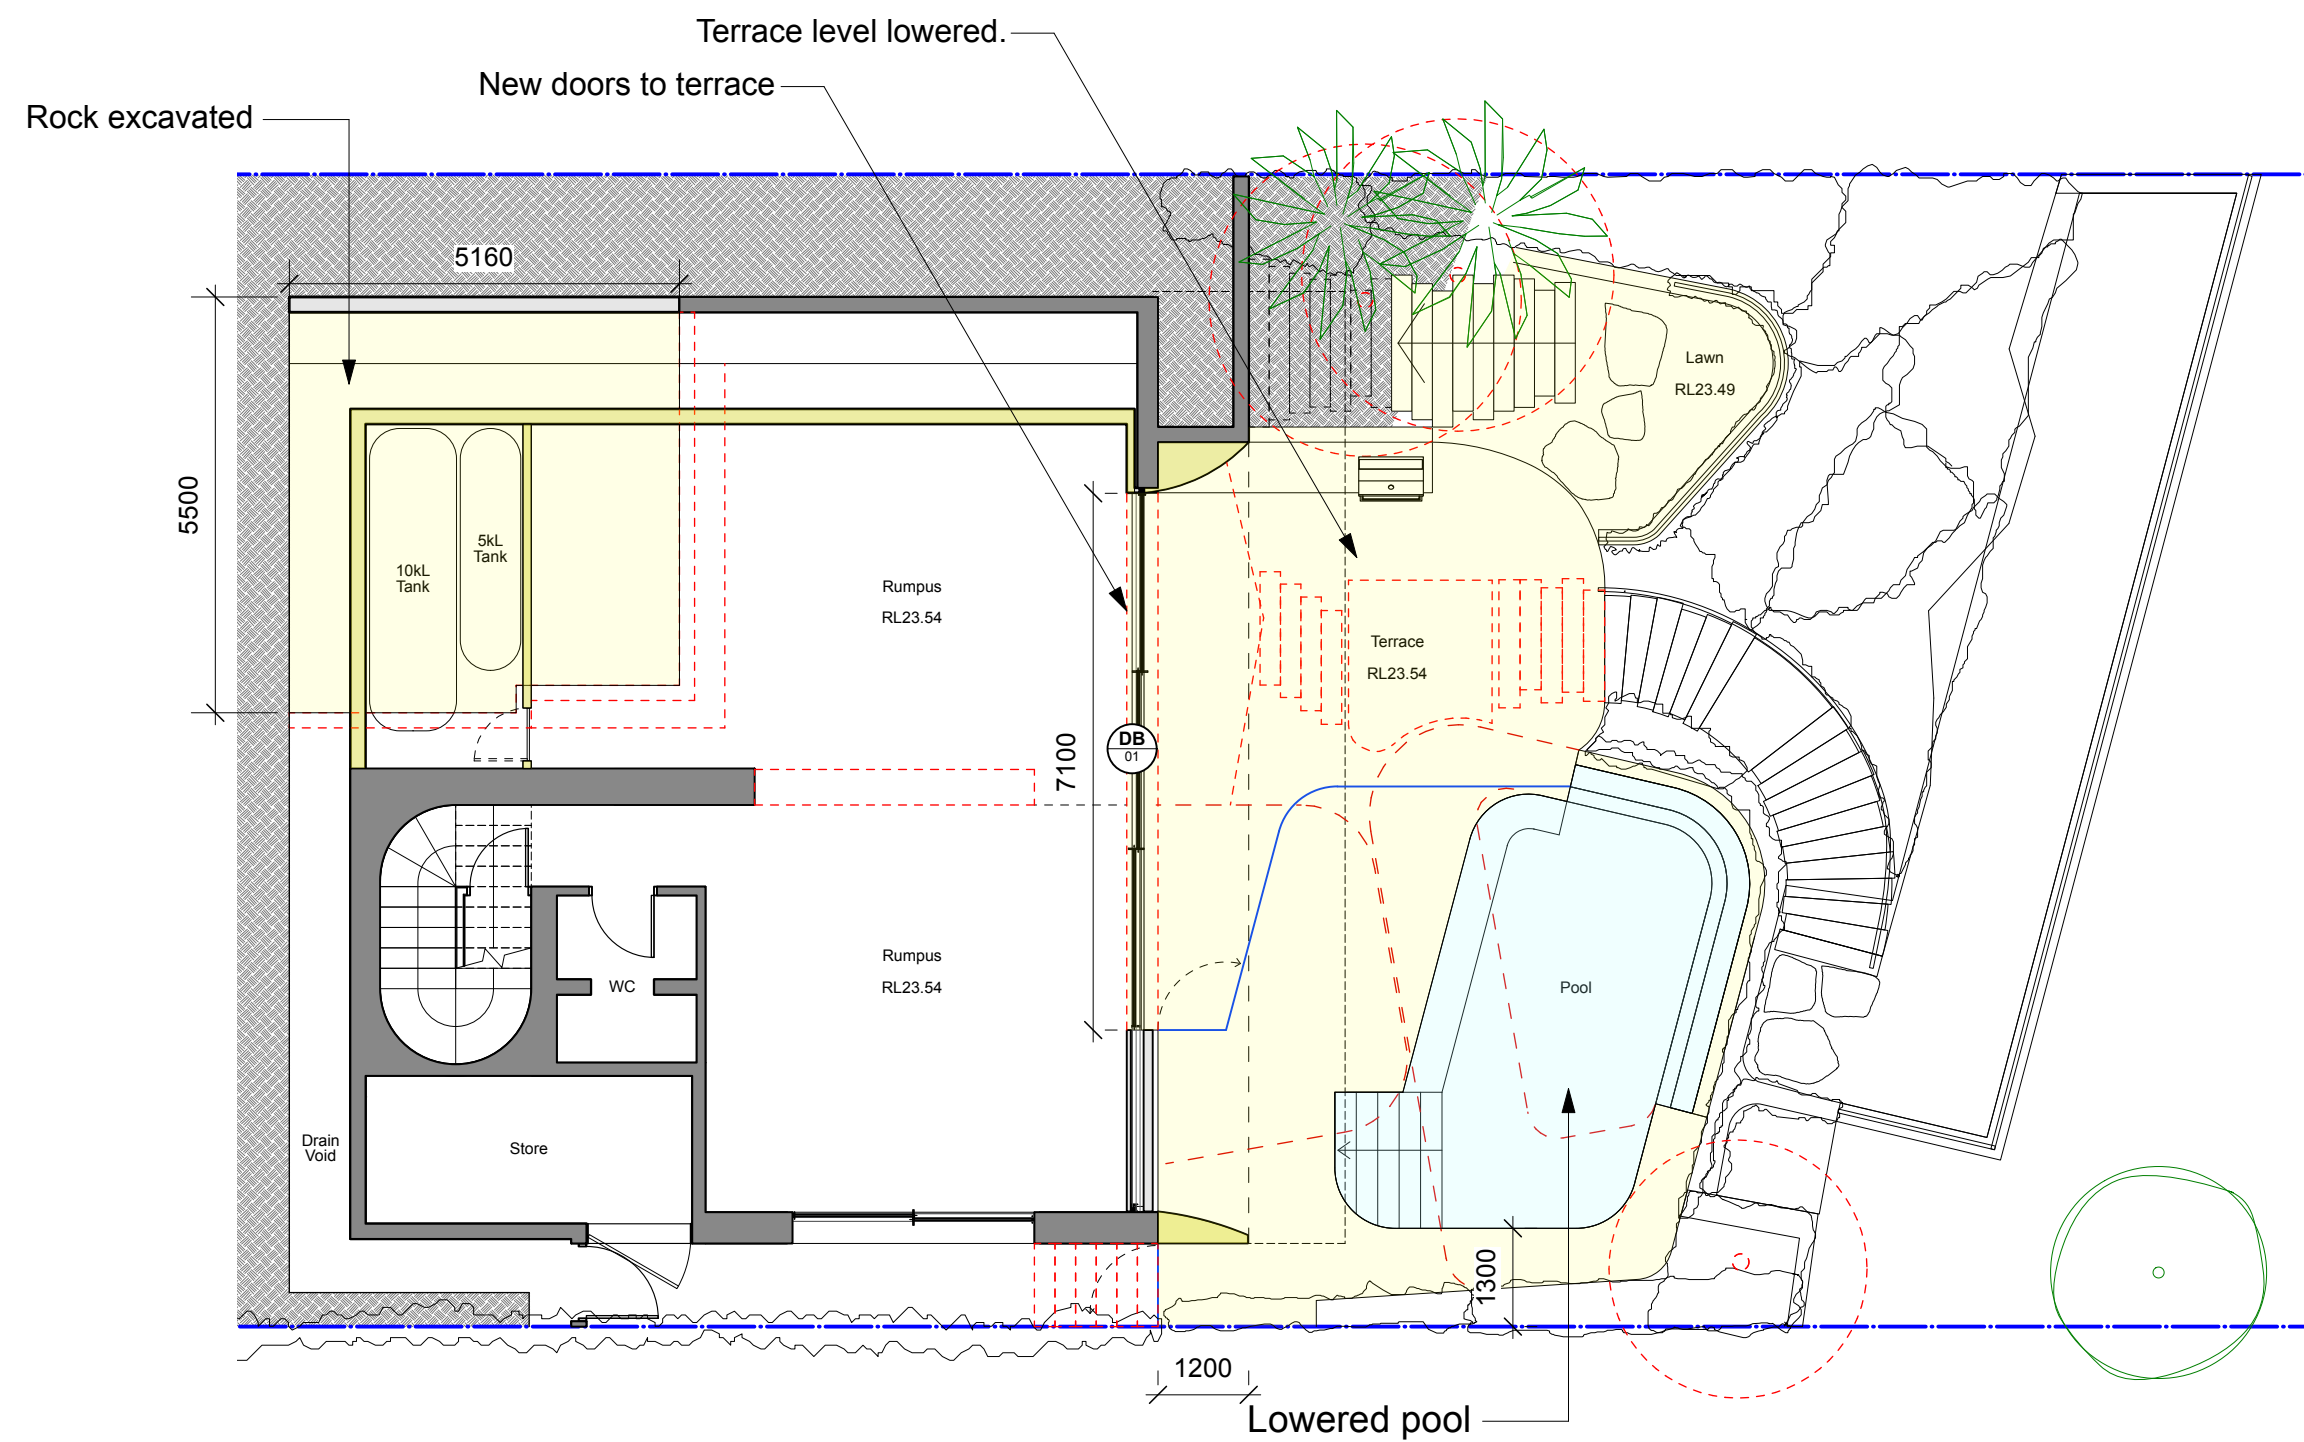 Terrace level lowered.
New doors to terrace
Rock excavated
5160
Lawn
RL23.49
5500
5kL
Tank
10kL
Tank
Rumpus
RL23.54
Terrace
RL23.54
7100
DB
01
Rumpus
RL23.54
WC
Pool
Drain
Void
Store
1300
1200
Lowered pool